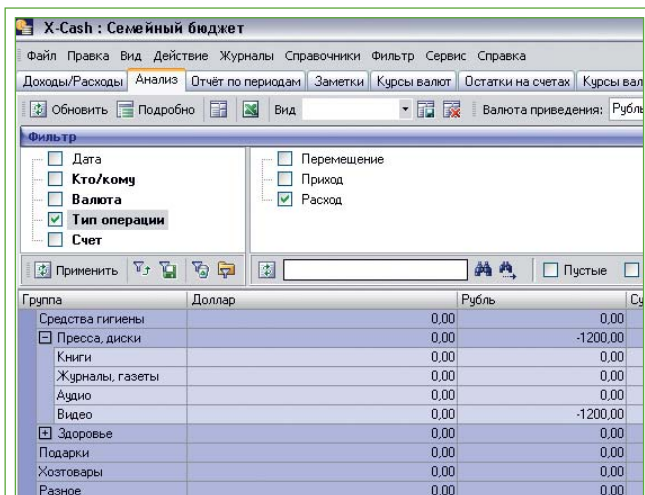 X-Cash : Семейный бюджет
Файл Правка Вид Действие Журналы Справочники Фильтр Сервис Справка
Доходы/Расходы Анализ Отчёт по периодам Заметки Курсы валют Остатки на счетах Курсы вал
Обновить Подробно Вид Валюта приведения: Рубль
Фильтр
Дата Перемещение
Кто/кому Приход
Валюта Расход
Тип операции
Счет
Применить Пустые
Группа Доллар Рубль Су
Средства гигиены 0,00 0,00
Пресса, диски 0,00 -1200,00
Книги 0,00 0,00
Журналы, газеты 0,00 0,00
Аудио 0,00 0,00
Видео 0,00 -1200,00
Здоровье 0,00 0,00
Подарки 0,00 0,00
Хозтовары 0,00 0,00
Разное 0,00 0,00